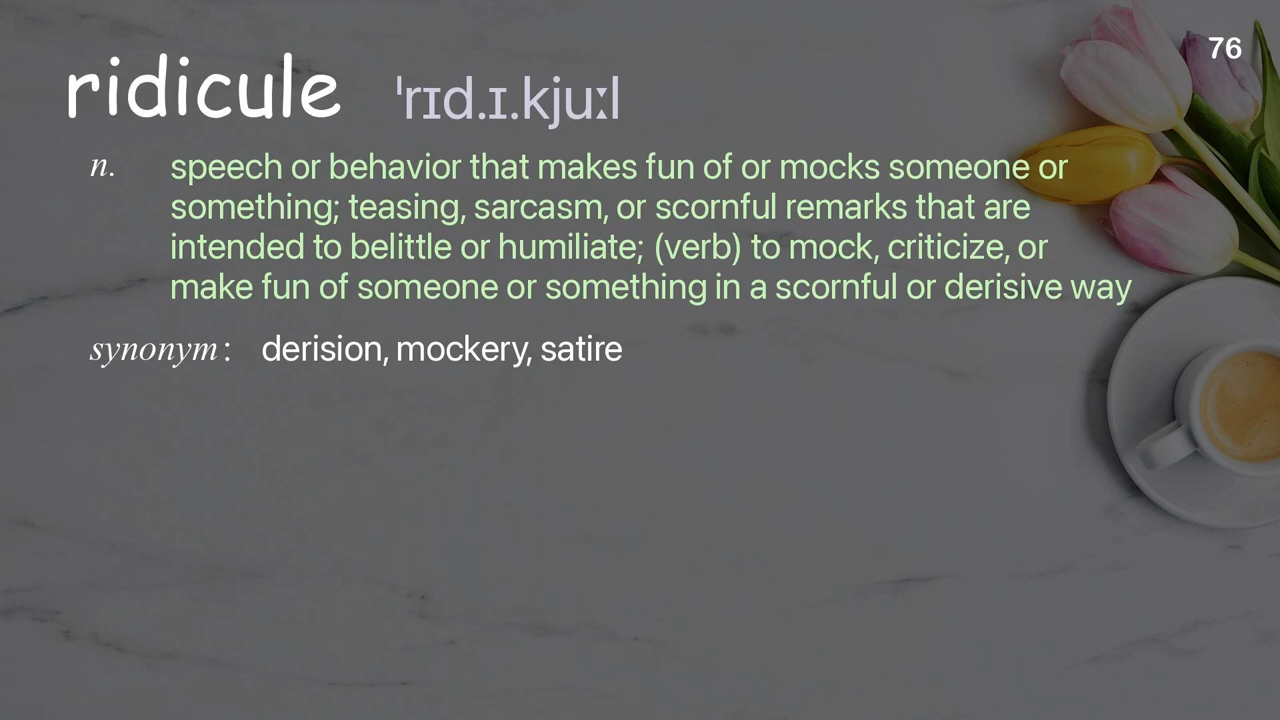 76
ridicule ˈrɪd.ɪ.kjuːl
n. speech or behavior that makes fun of or mocks someone or
something; teasing, sarcasm, or scornful remarks that are
intended to belittle or humiliate; (verb) to mock, criticize, or
make fun of someone or something in a scornful or derisive way
synonym : derision, mockery, satire